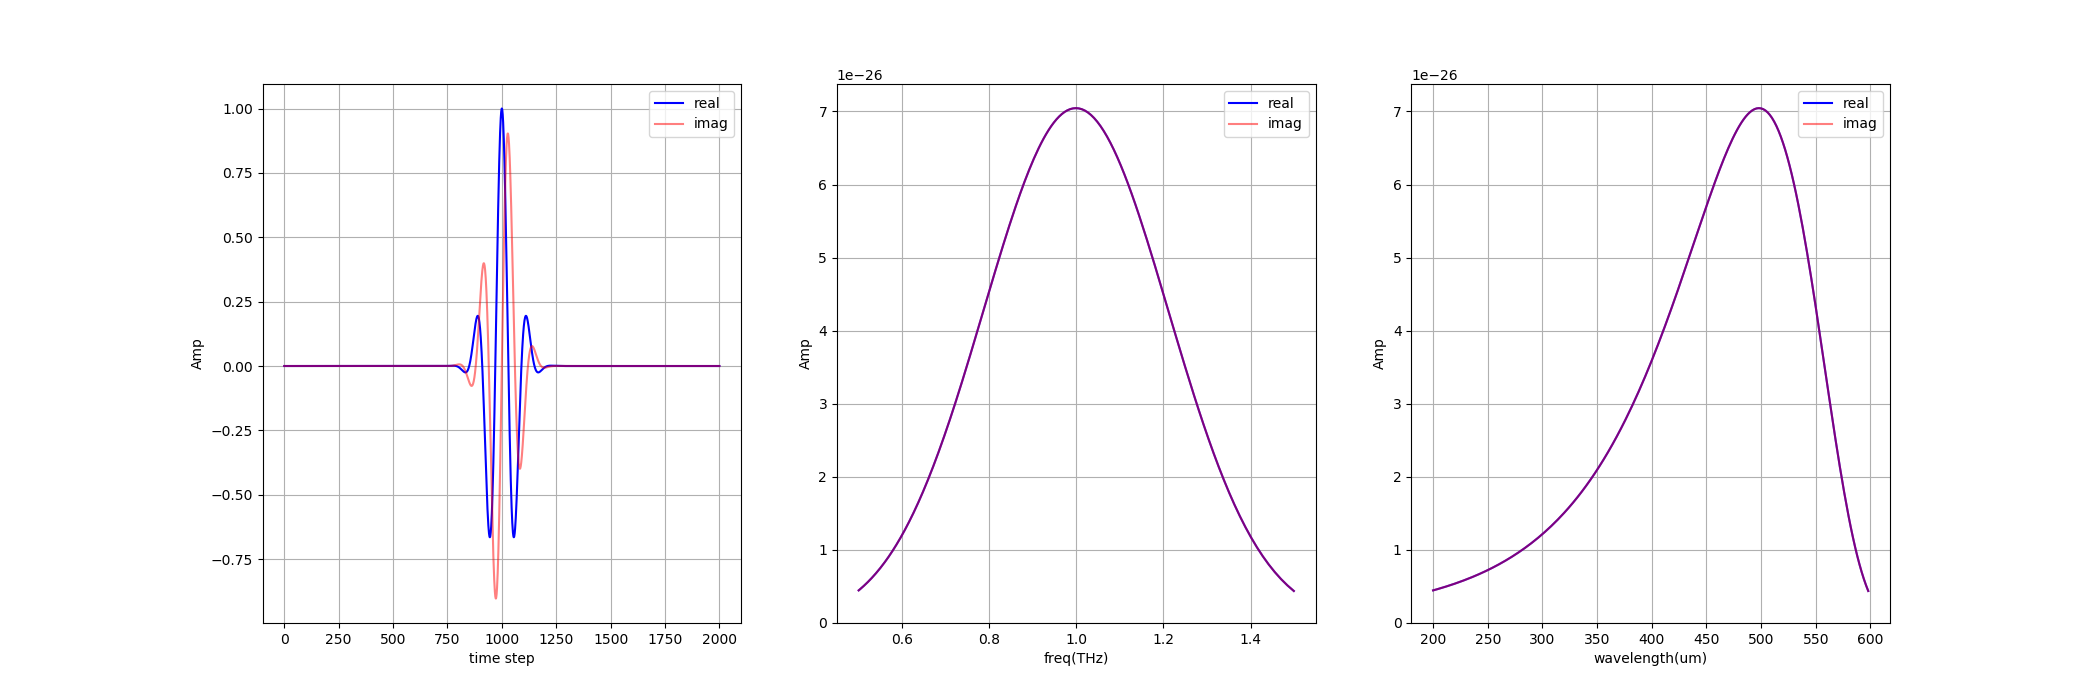 1.00
0.75
0.50
0.25
0.00
−0.25
−0.50
−0.75
Amp
0 250 500 750 1000 1250 1500 1750 2000
time step
real
imag
1e−26
7
6
5
4
3
2
1
0
Amp
0.6 0.8 1.0 1.2 1.4
freq(THz)
real
imag
1e−26
7
6
5
4
3
2
1
0
Amp
200 250 300 350 400 450 500 550 600
wavelength(um)
real
imag